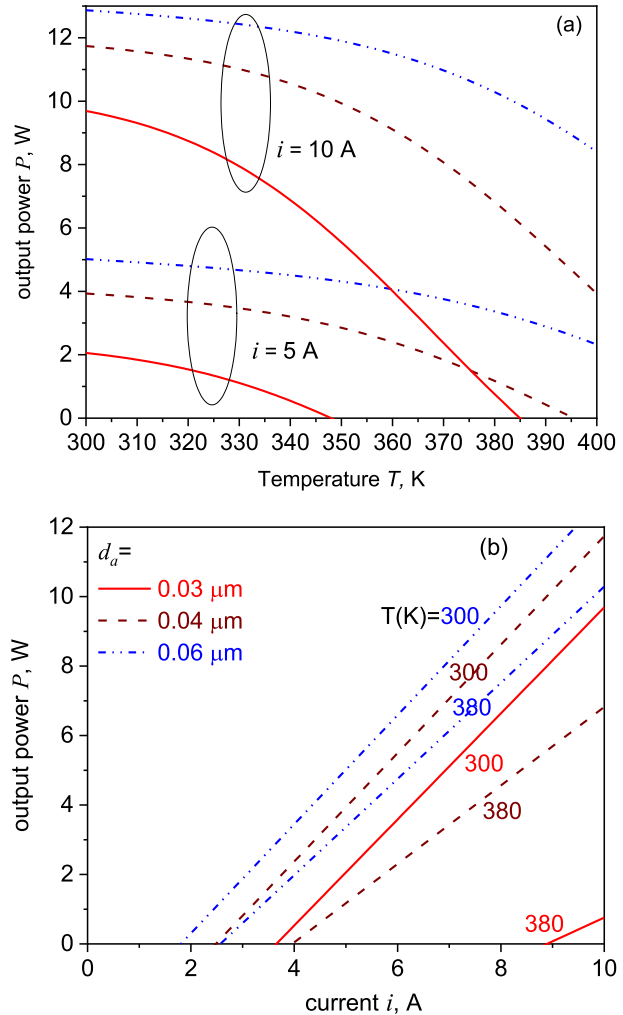 (a)
output power P, W
12
10
8
6
4
2
0
i = 10 A
i = 5 A
300 310 320 330 340 350 360 370 380 390 400
Temperature T, K
(b)
output power P, W
12
10
8
6
4
2
0
dₐ=
0.03 μm
0.04 μm
0.06 μm
T(K)=300
300
380
300
380
380
0 2 4 6 8 10
current i, A